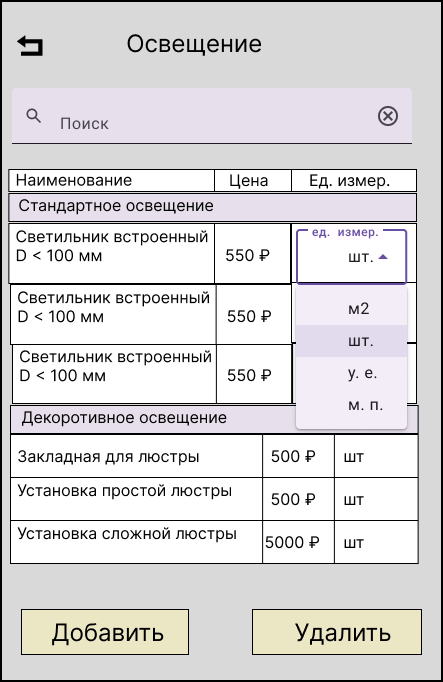 Освещение
Поиск
Наименование Цена Ед. измер.
Стандартное освещение
Светильник встроенный
D < 100 мм
550 ₽
ед. измер.
шт.
Светильник встроенный
D < 100 мм
550 ₽
м2
шт.
у. е.
м. п.
Светильник встроенный
D < 100 мм
550 ₽
Декоротивное освещение
Закладная для люстры 500 ₽ шт
Установка простой люстры 500 ₽ шт
Установка сложной люстры 5000 ₽ шт
Добавить Удалить